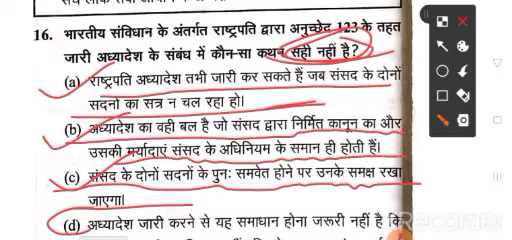 16. भारतीय संविधान के अंतर्गत राष्ट्रपति द्वारा अनुच्छेद 123 के तहत
जारी अध्यादेश के संबंध में कौन-सा कथन सही नहीं है?
(a) राष्ट्रपति अध्यादेश तभी जारी कर सकते हैं जब संसद के दोनों
सदनों का सत्र न चल रहा हो।
(b) अध्यादेश का वही बल है जो संसद द्वारा निर्मित कानून का और
उसकी मर्यादाएं संसद के अधिनियम के समान ही होती हैं।
(c) संसद के दोनों सदनों के पुनः समवेत होने पर उनके समक्ष रखा
जाएगा।
(d) अध्यादेश जारी करने से यह समाधान होना जरूरी नहीं है कि